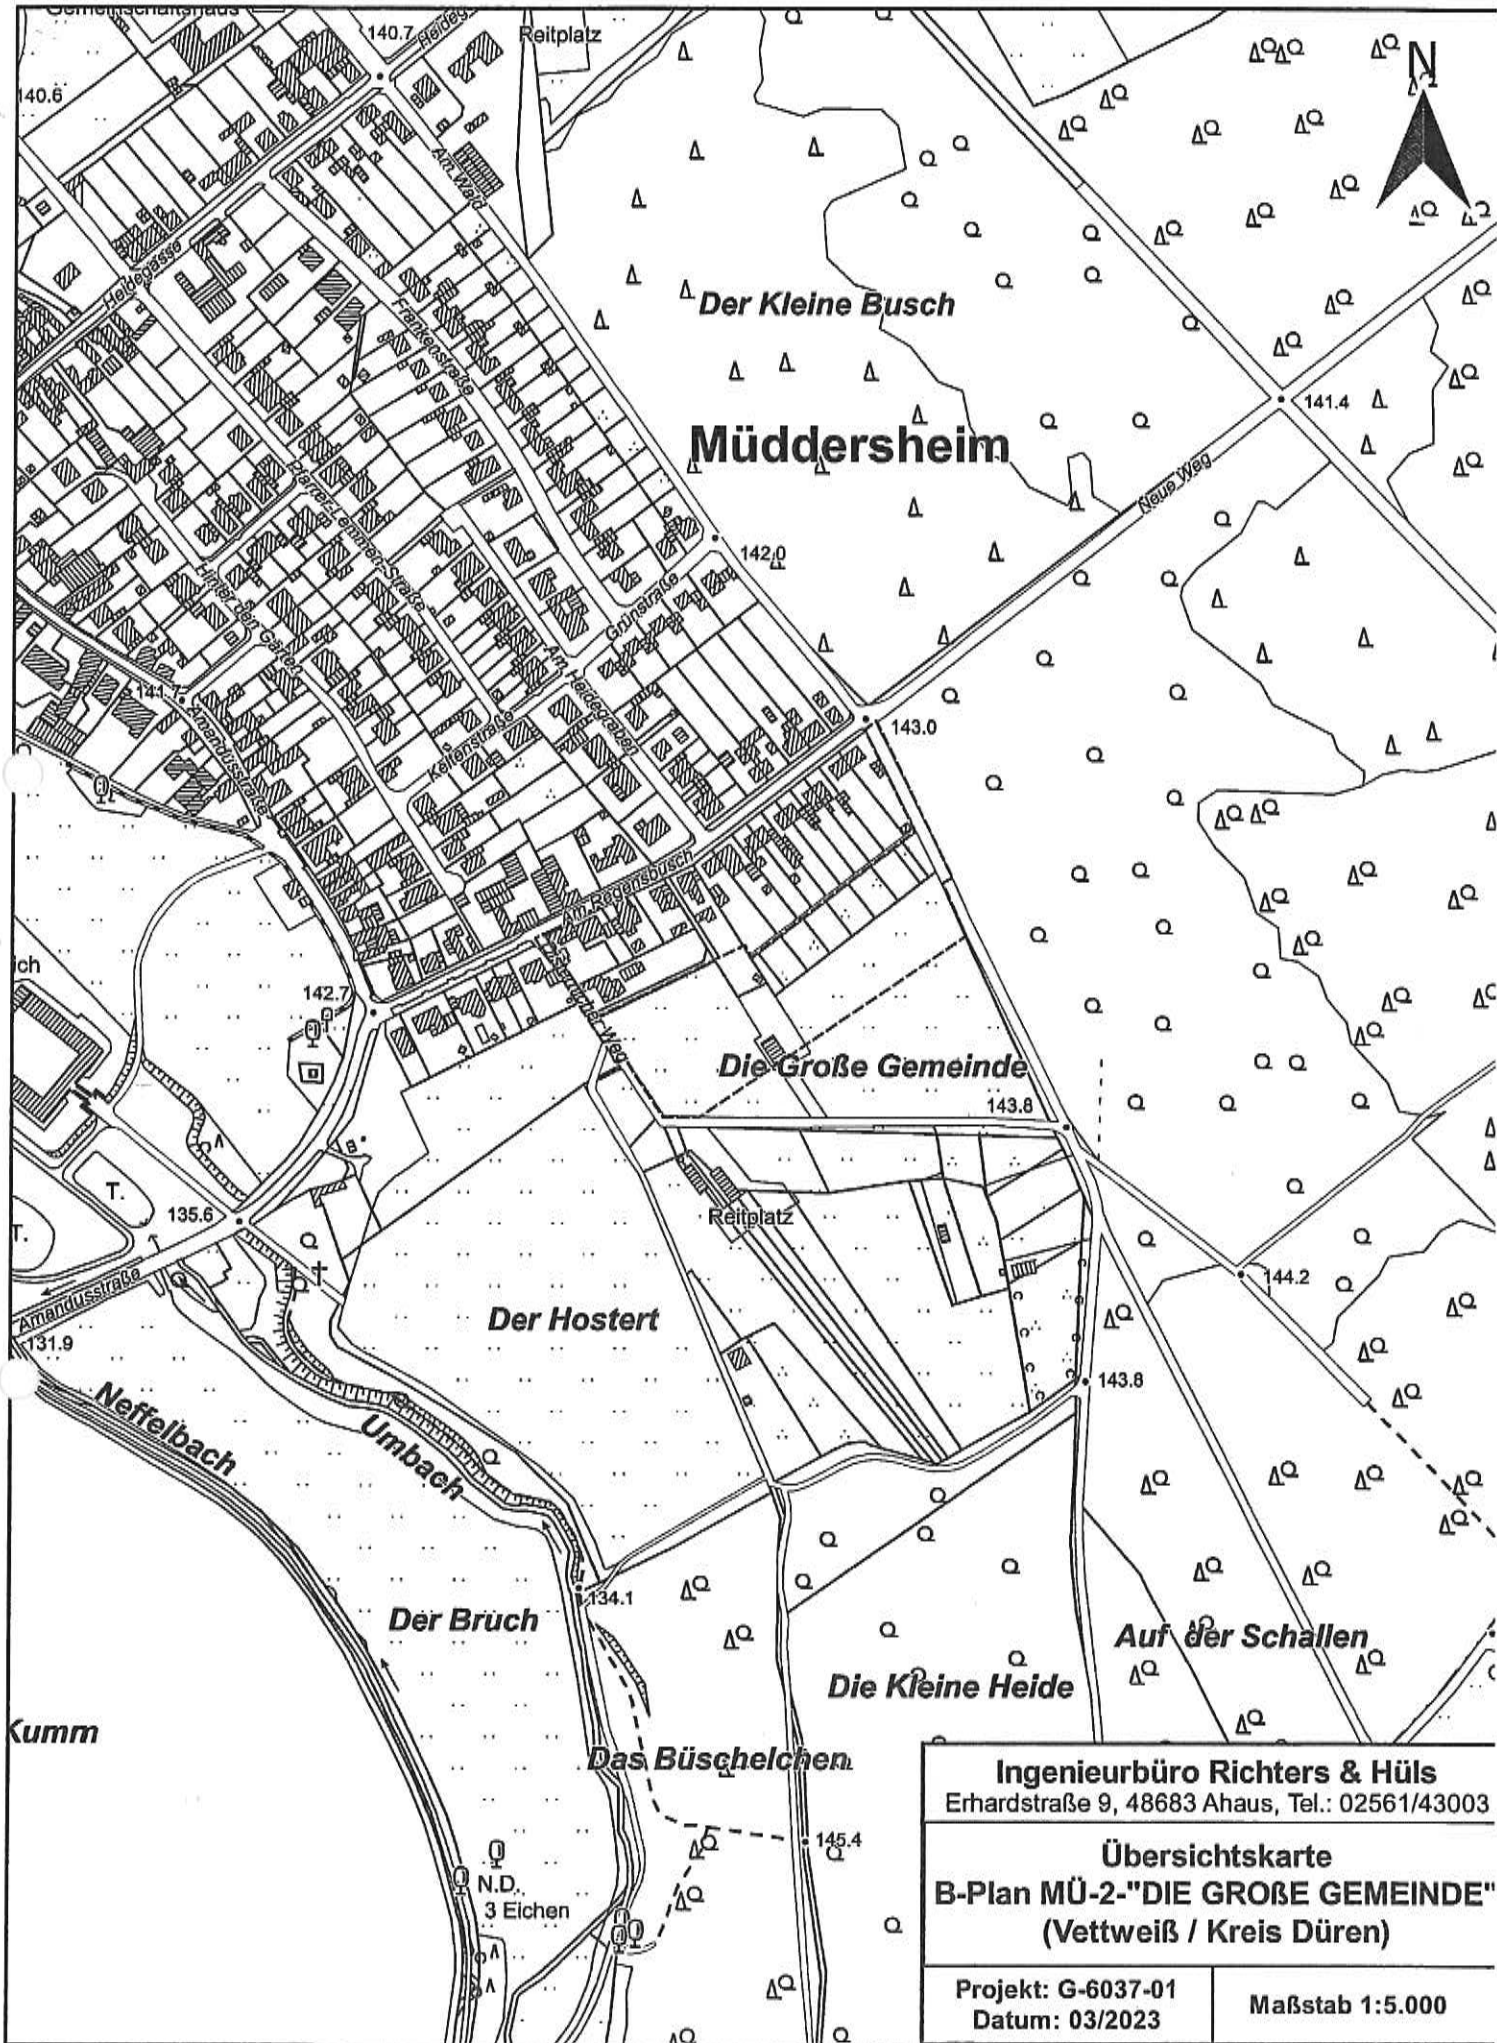 Gemeinschaftshaus
140.7
Reitplatz
140.6
Am Wald
N
Heidegasse
Frankenstraße
Der Kleine Busch
141.4
Müddersheim
Neue Weg
Pfarrer-Lemmen-Straße
142.0
Hinter den Gärten
Grünstraße
Am Heidegraben
141.7
Amandusstraße
Keltenstraße
143.0
Am Regensbusch
ich
142.7
Die Große Gemeinde
143.8
T.
135.6
T.
Reitplatz
144.2
Amandusstraße
131.9
Der Hostert
143.8
Neffelbach
Umbach
134.1
Der Bruch
Auf der Schallen
Die Kleine Heide
Kumm
Das Büschelchen
145.4
N.D.
3 Eichen
Ingenieurbüro Richters & Hüls
Erhardstraße 9, 48683 Ahaus, Tel.: 02561/43003
Übersichtskarte
B-Plan MÜ-2-"DIE GROßE GEMEINDE"
(Vettweiß / Kreis Düren)
Projekt: G-6037-01
Datum: 03/2023
Maßstab 1:5.000